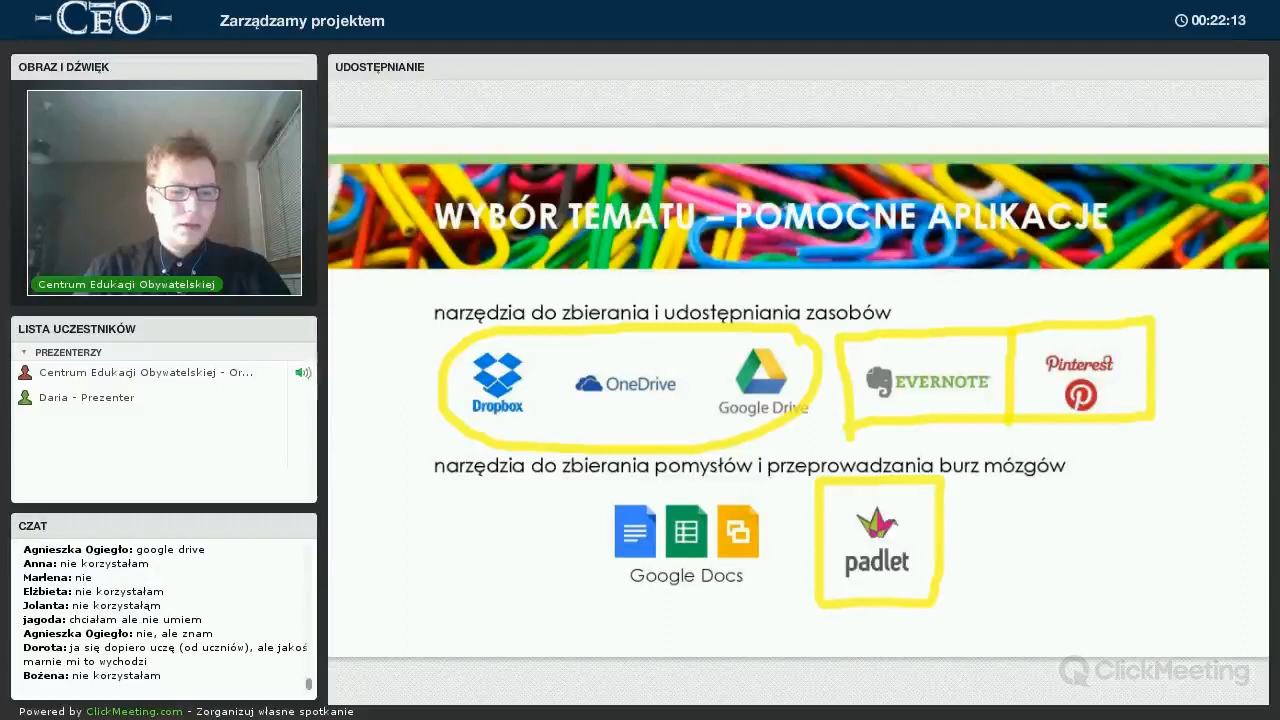 CEO
Zarządzamy projektem
00:22:13
OBRAZ I DŹWIĘK
Centrum Edukacji Obywatelskiej
LISTA UCZESTNIKÓW
PREZENTERZY
Centrum Edukacji Obywatelskiej - Or...
Daria - Prezenter
CZAT
Agnieszka Ogiegło: google drive
Anna: nie korzystałam
Marlena: nie
Elżbieta: nie korzystałam
Jolanta: nie korzystałąm
jagoda: chciałam ale nie umiem
Agnieszka Ogiegło: nie, ale znam
Dorota: ja się dopiero uczę (od uczniów), ale jakoś
marnie mi to wychodzi
Bożena: nie korzystałam
Powered by ClickMeeting.com - Zorganizuj własne spotkanie
UDOSTĘPNIANIE
WYBÓR TEMATU – POMOCNE APLIKACJE
narzędzia do zbierania i udostępniania zasobów
Dropbox
OneDrive
Google Drive
EVERNOTE
Pinterest
narzędzia do zbierania pomysłów i przeprowadzania burz mózgów
Google Docs
padlet
ClickMeeting